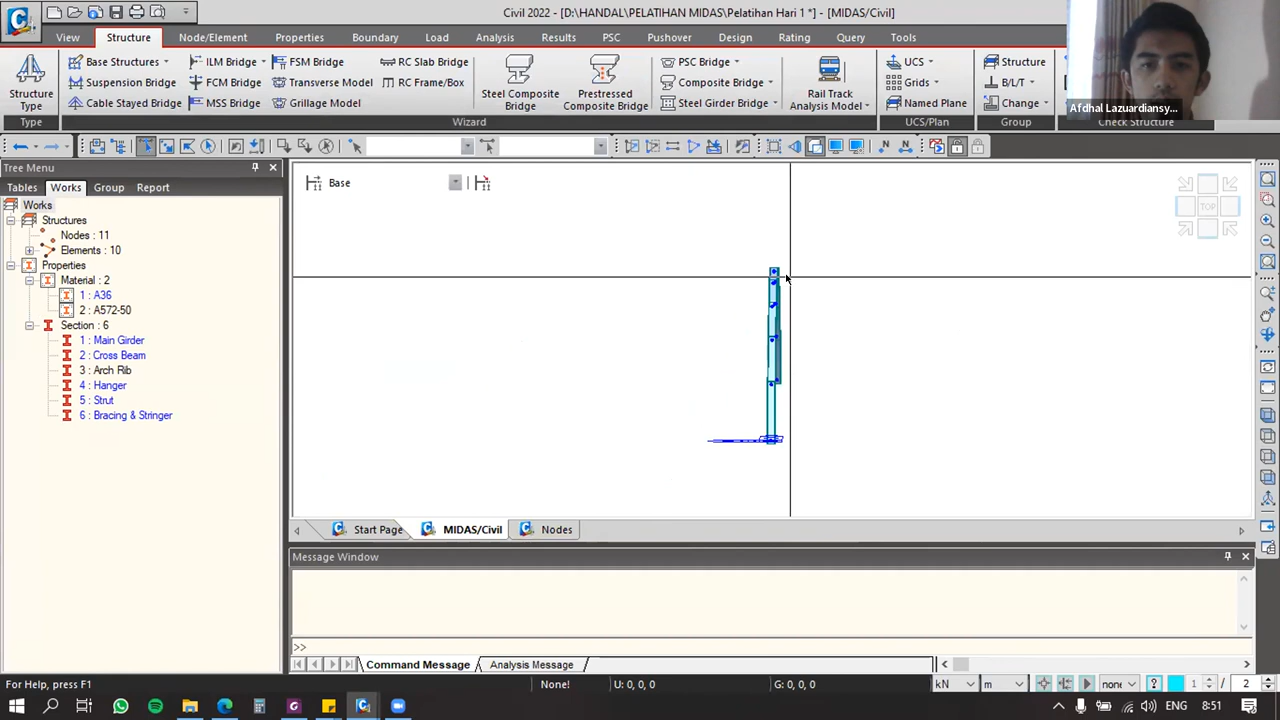 Civil 2022 - [D:\HANDAL\PELATIHAN MIDAS\Pelatihan Hari 1 *] - [MIDAS/Civil]
View Structure Node/Element Properties Boundary Load Analysis Results PSC Pushover Design Rating Query Tools
Structure Type
Base Structures
Suspension Bridge
Cable Stayed Bridge
ILM Bridge
FCM Bridge
MSS Bridge
FSM Bridge
Transverse Model
Grillage Model
RC Slab Bridge
RC Frame/Box
Steel Composite Bridge
Prestressed Composite Bridge
PSC Bridge
Composite Bridge
Steel Girder Bridge
Rail Track Analysis Model
UCS
Grids
Named Plane
Structure
B/L/T
Change
Afdhal Lazuardiansy...
Type Wizard UCS/Plan Group Check Structure
Tree Menu
Tables Works Group Report
Works
Structures
Nodes : 11
Elements : 10
Properties
Material : 2
1 : A36
2 : A572-50
Section : 6
1 : Main Girder
2 : Cross Beam
3 : Arch Rib
4 : Hanger
5 : Strut
6 : Bracing & Stringer
Base
TOP
Start Page MIDAS/Civil Nodes
Message Window
>>
Command Message Analysis Message
For Help, press F1 None! U: 0, 0, 0 G: 0, 0, 0 kN m none ? 1 / 2
ENG 8:51